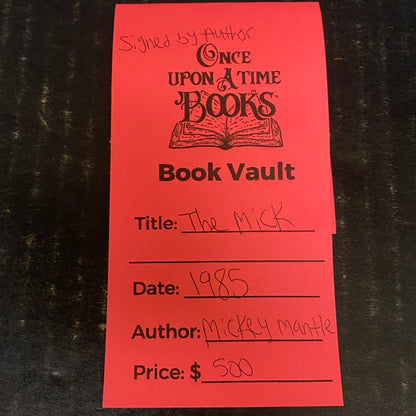 Signed by Author
Once
upon A time
Books
Book Vault
Title: The Mick
Date: 1985
Author: Mickey Mantle
Price: $ 500